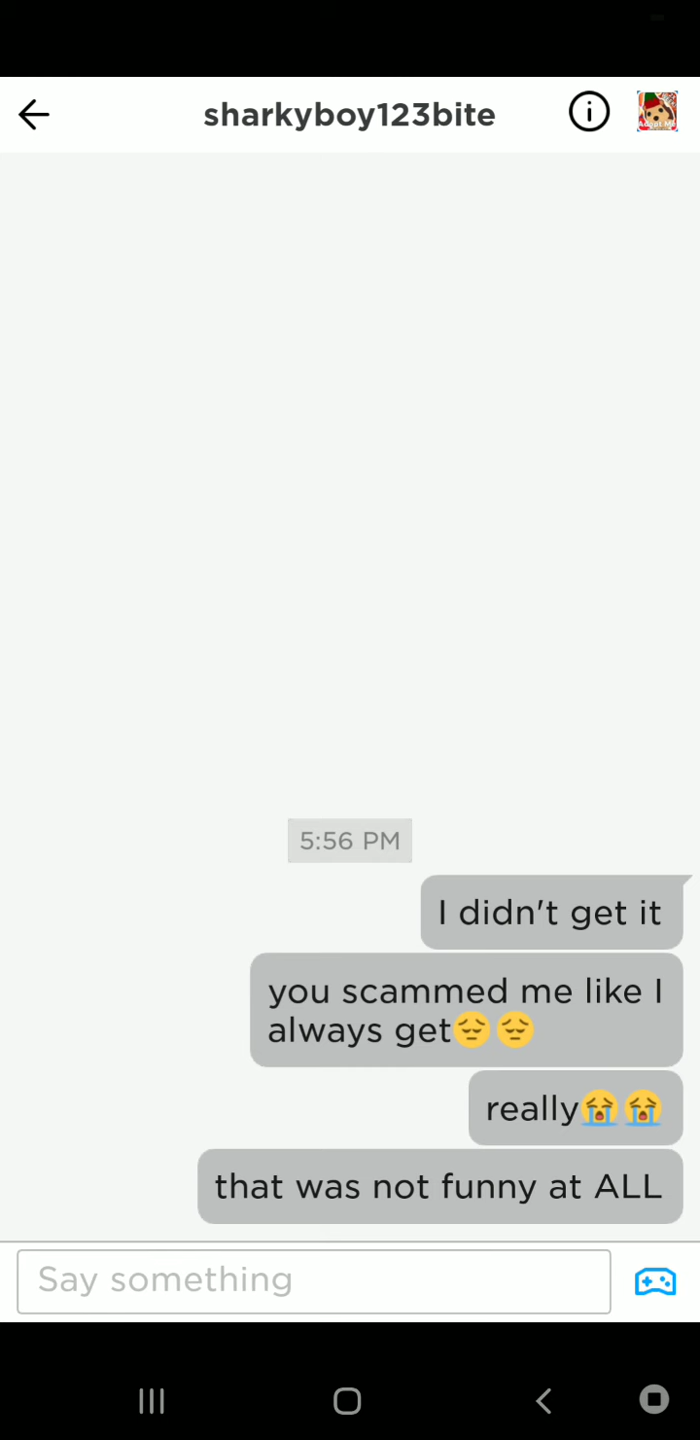 sharkyboy123bite
5:56 PM
I didn't get it
you scammed me like I
always get😔😔
really😭😭
that was not funny at ALL
Say something